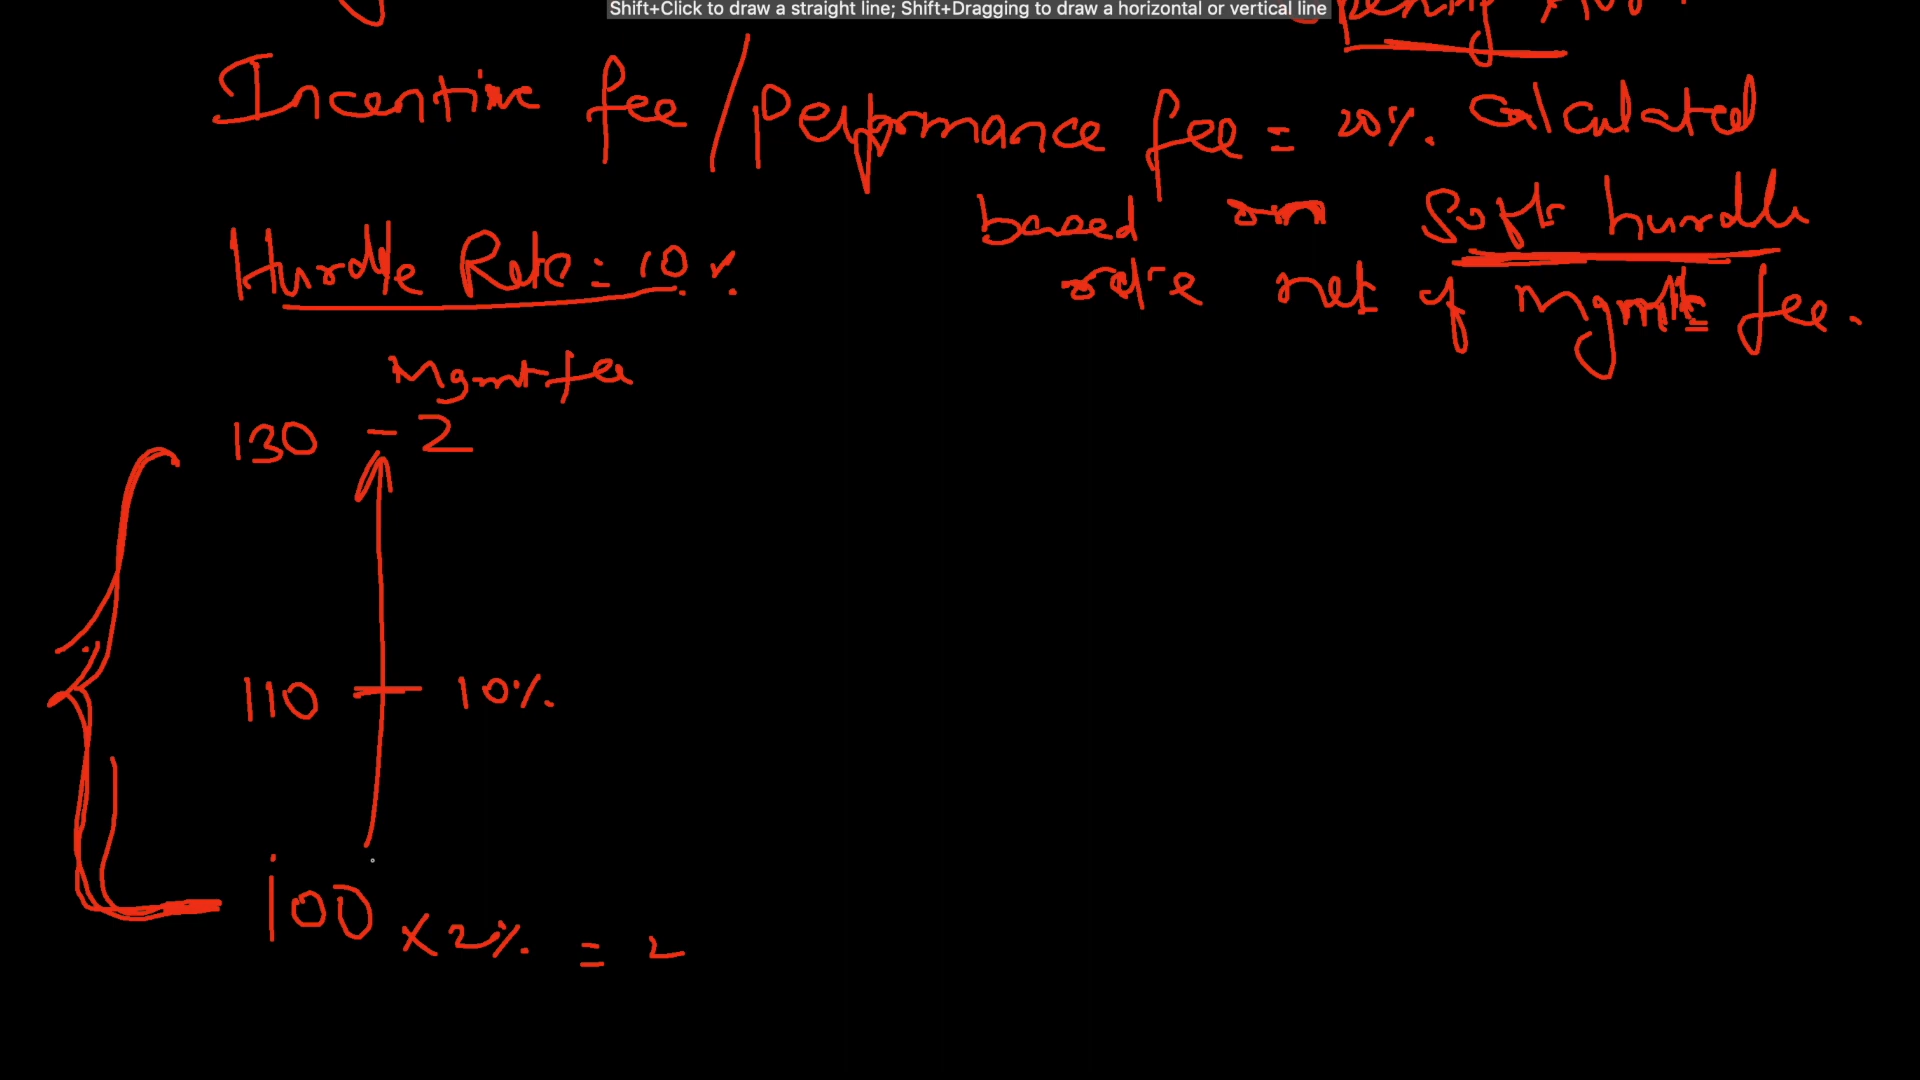 Shift+Click to draw a straight line; Shift+Dragging to draw a horizontal or vertical line
Incentive fee / Performance fee = 20%. Calculated
based on Soft hurdle
rate net of mgmt fee.
Hurdle Rate = 10%.
Mgmt fee
130 - 2
110 10%.
100 x 2%. = 2